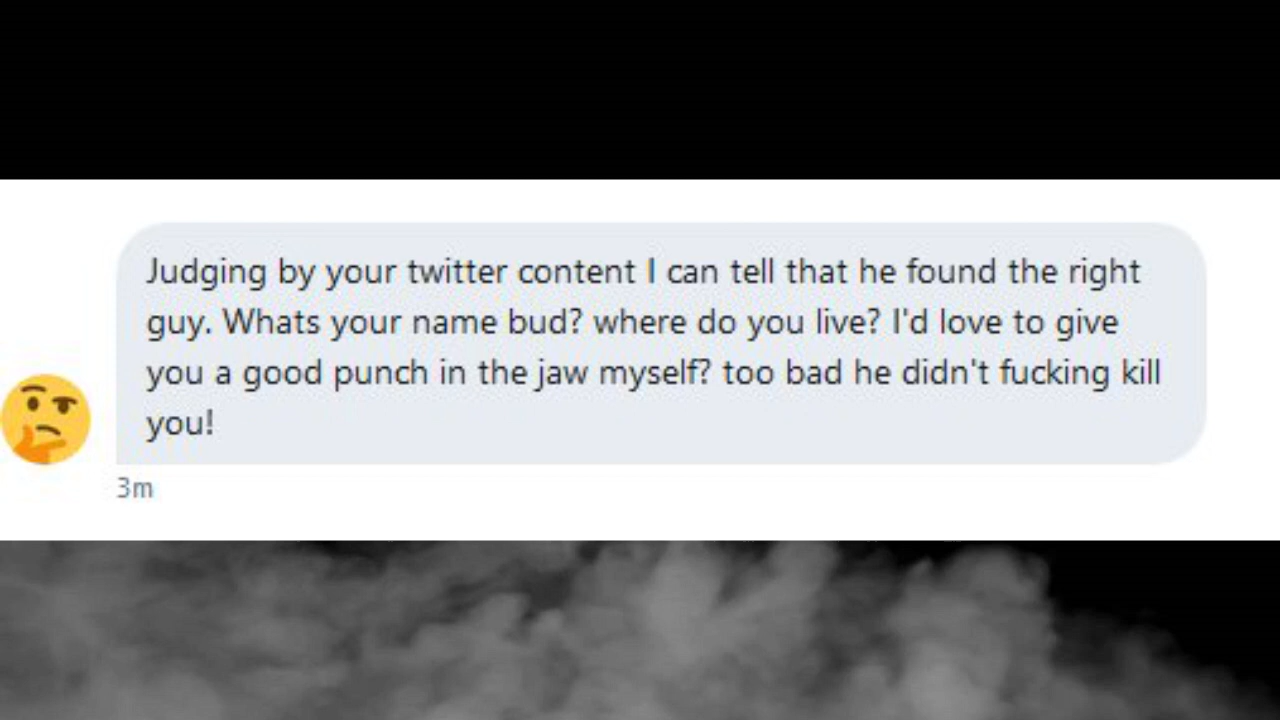 Judging by your twitter content I can tell that he found the right
guy. Whats your name bud? where do you live? I'd love to give
you a good punch in the jaw myself? too bad he didn't fucking kill
you!
3m